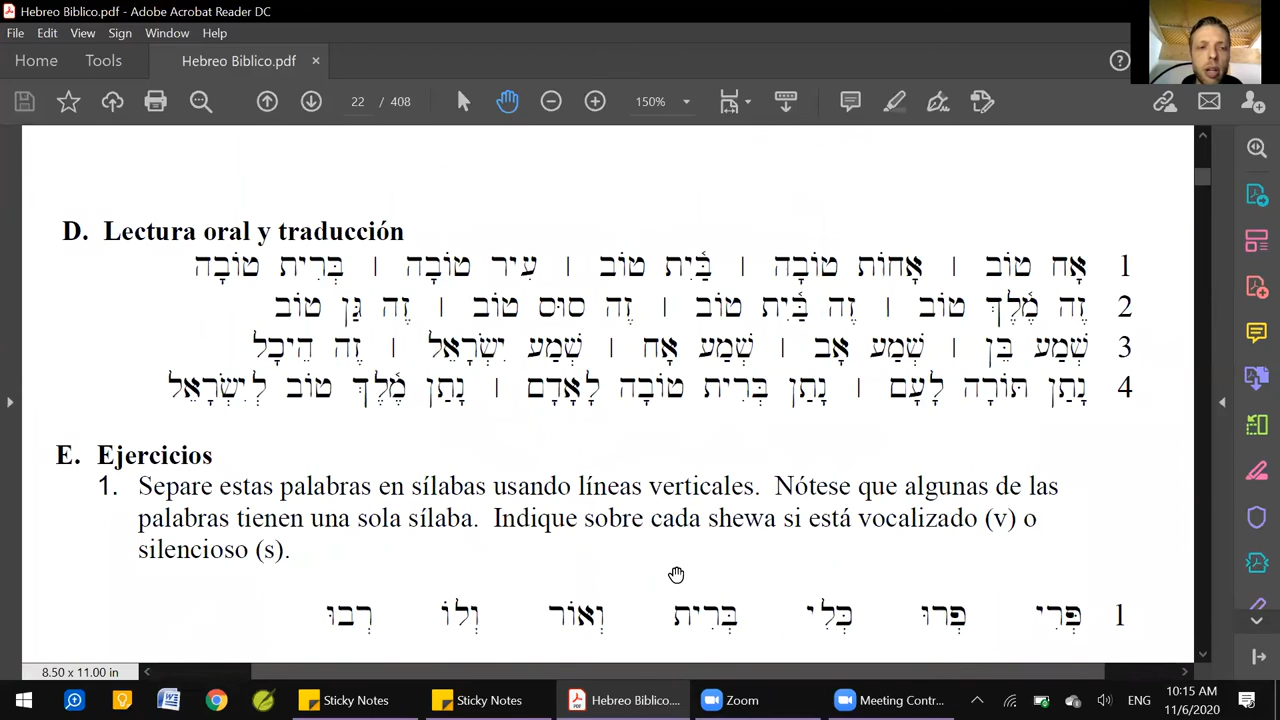 Hebreo Biblico.pdf - Adobe Acrobat Reader DC
File Edit View Sign Window Help
Home Tools Hebreo Biblico.pdf ×
22 / 408 150%
D. Lectura oral y traducción
1 אָח טוֹב ׀ אָחוֹת טוֹבָה ׀ בַּ֫יִת טוֹב ׀ עִיר טוֹבָה ׀ בְּרִית טוֹבָה
2 זֶה מֶ֫לֶךְ טוֹב ׀ זֶה בַּ֫יִת טוֹב ׀ זֶה סוּס טוֹב ׀ זֶה גַּן טוֹב
3 שְׁמַע בֵּן ׀ שְׁמַע אָב ׀ שְׁמַע אָח ׀ שְׁמַע יִשְׂרָאֵל ׀ זֶה הֵיכָל
4 נָתַן תּוֹרָה לָעָם ׀ נָתַן בְּרִית טוֹבָה לָאָדָם ׀ נָתַן מֶ֫לֶךְ טוֹב לְיִשְׂרָאֵל
E. Ejercicios
1. Separe estas palabras en sílabas usando líneas verticales. Nótese que algunas de las
palabras tienen una sola sílaba. Indique sobre cada shewa si está vocalizado (v) o
silencioso (s).
1 פְּרִי פְּרוּ כְּלִי בְּרִית וְאוֹר וְלוֹ רְבוּ
8.50 x 11.00 in
Sticky Notes Sticky Notes Hebreo Biblico.... Zoom Meeting Contr... ENG 10:15 AM
11/6/2020